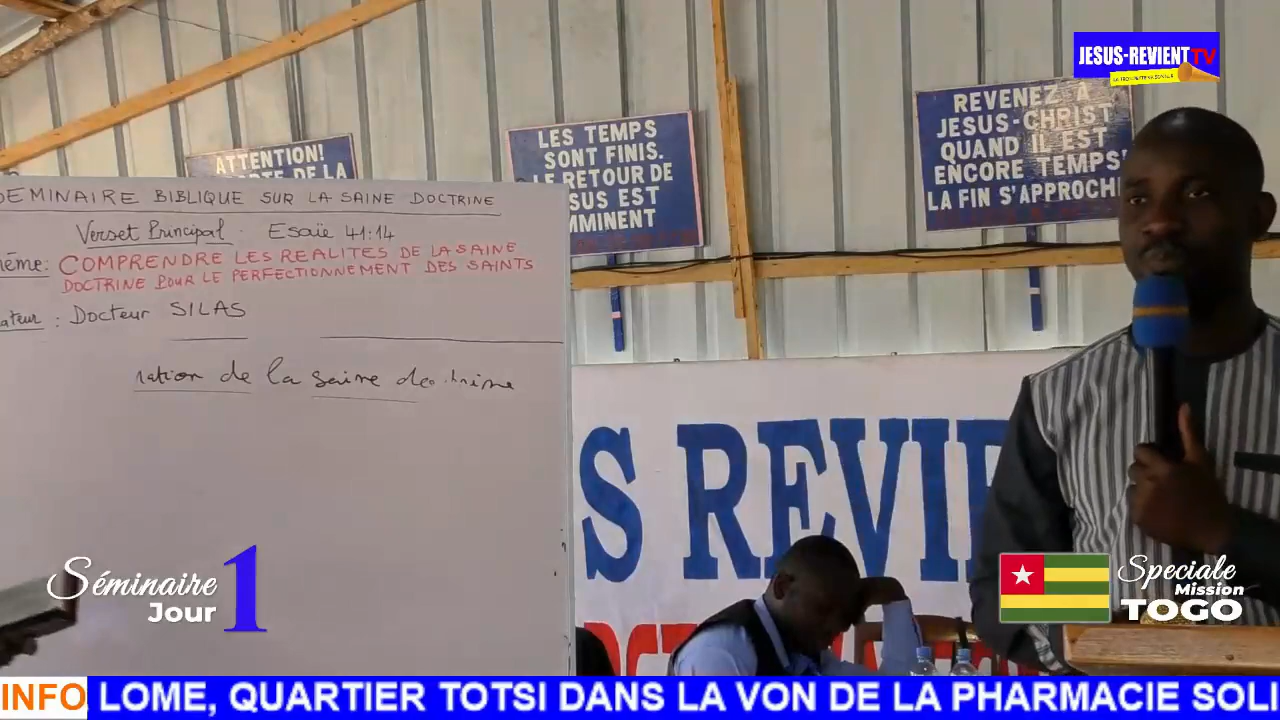 JESUS-REVIENT TV
ATTENTION!
LES TEMPS
SONT FINIS.
LE RETOUR DE
SUS EST
MMINENT
REVENEZ À
JESUS-CHRIST
QUAND IL EST
ENCORE TEMPS
LA FIN S'APPROCH
EMINAIRE BIBLIQUE SUR LA SAINE DOCTRINE
Verset Principal. Esaïe 41:14
hème: COMPRENDRE LES REALITES DE LA SAINE
DOCTRINE POUR LE PERFECTIONNEMENT DES SAINTS
ateur : Docteur SILAS
ration de la saine
S REVIE
Séminaire
Jour 1
Speciale
Mission
TOGO
INFO LOME, QUARTIER TOTSI DANS LA VON DE LA PHARMACIE SOLI